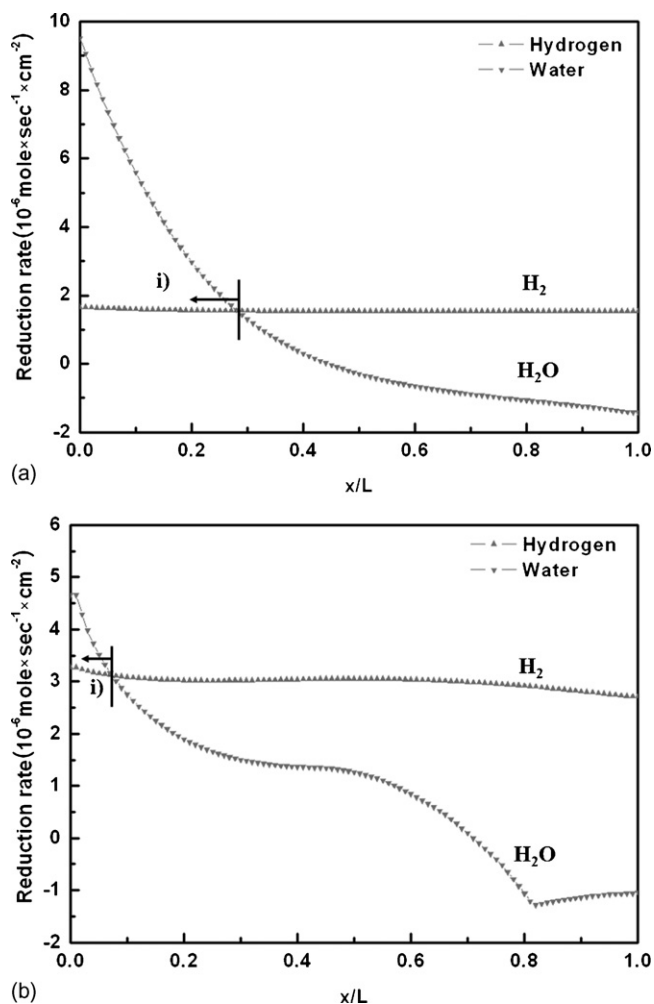 10
8
6
4
2
0
-2
Reduction rate(10⁻⁶mole×sec⁻¹×cm⁻²)
Hydrogen
Water
i)
H₂
H₂O
0.0 0.2 0.4 0.6 0.8 1.0
x/L
(a)
6
5
4
3
2
1
0
-1
-2
Reduction rate(10⁻⁶mole×sec⁻¹×cm⁻²)
Hydrogen
Water
i)
H₂
H₂O
0.0 0.2 0.4 0.6 0.8 1.0
x/L
(b)